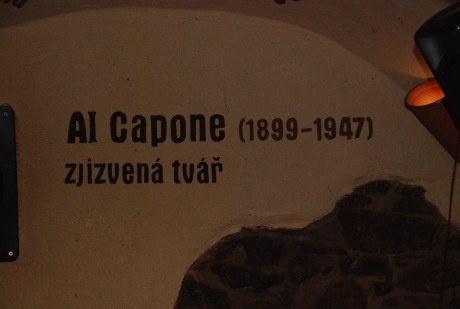 Al Capone (1899-1947)
zjizvená tvář